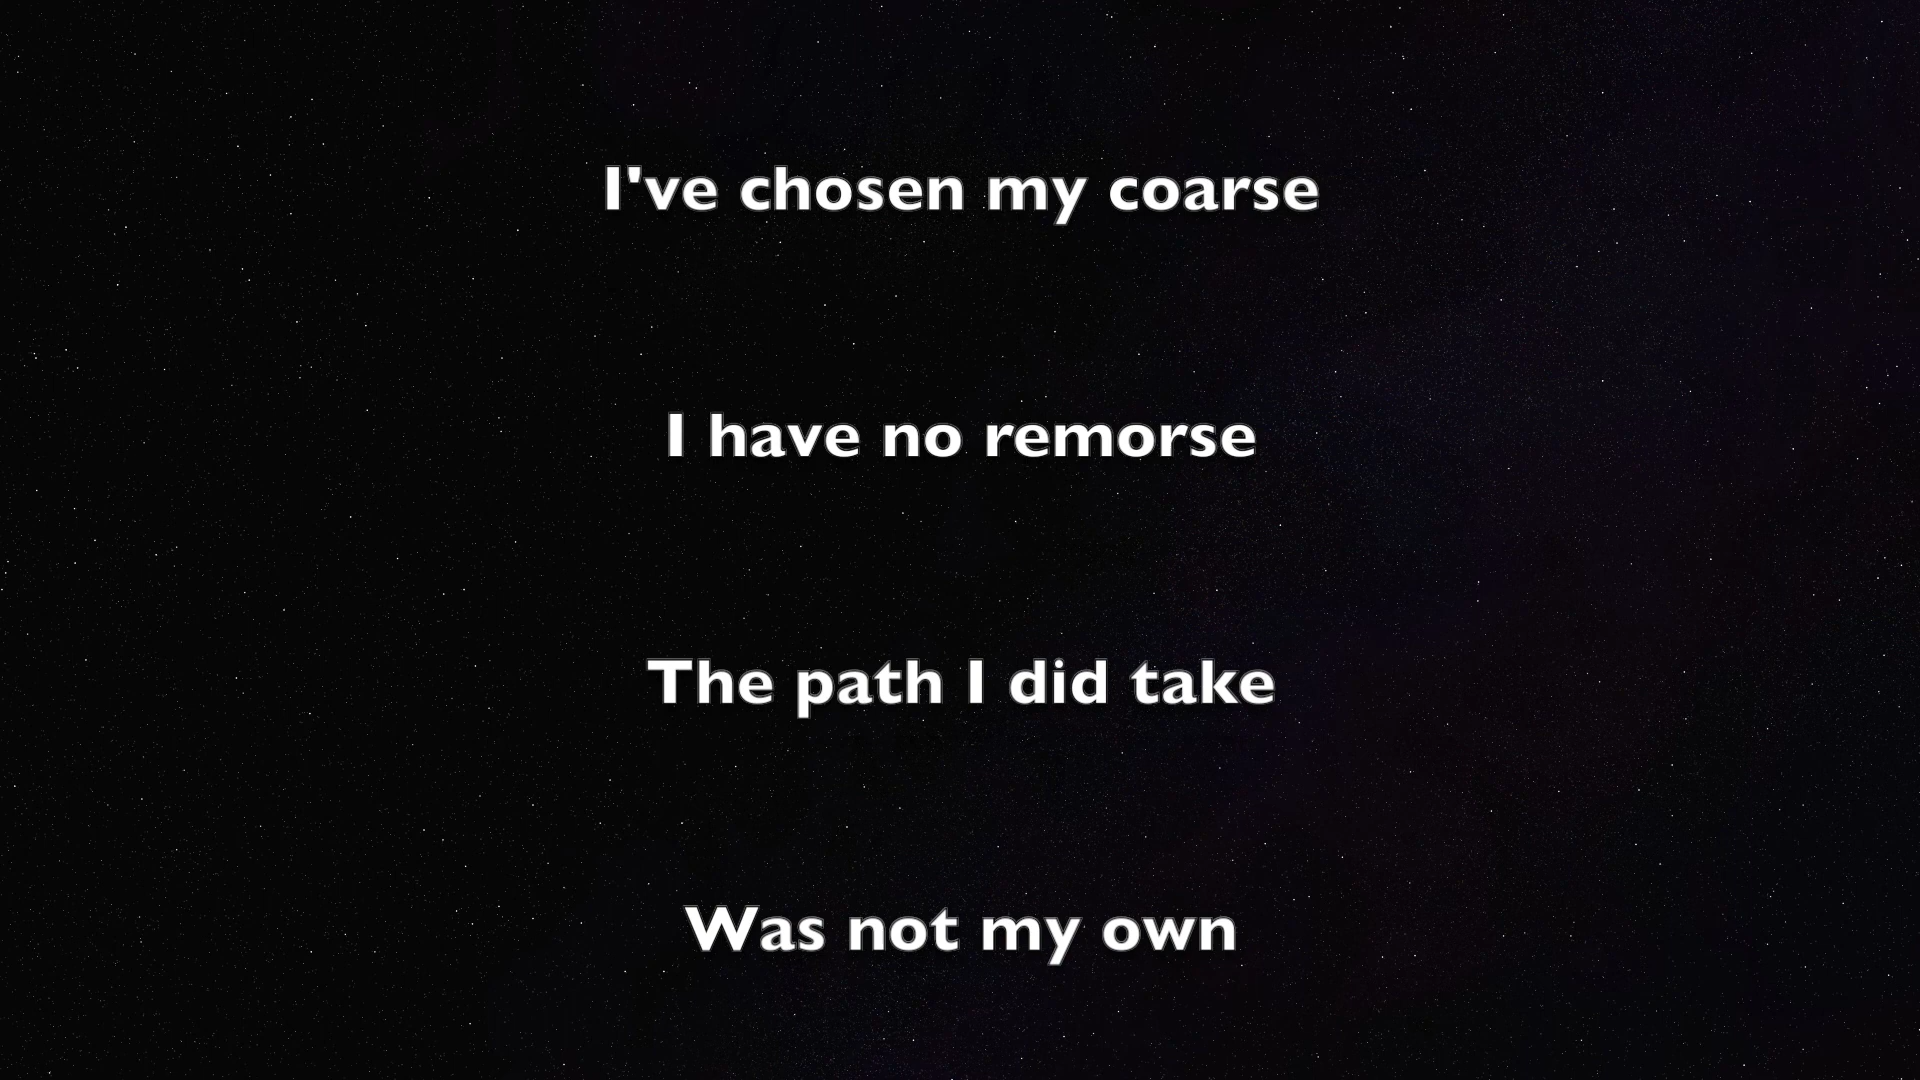 I've chosen my coarse
I have no remorse
The path I did take
Was not my own